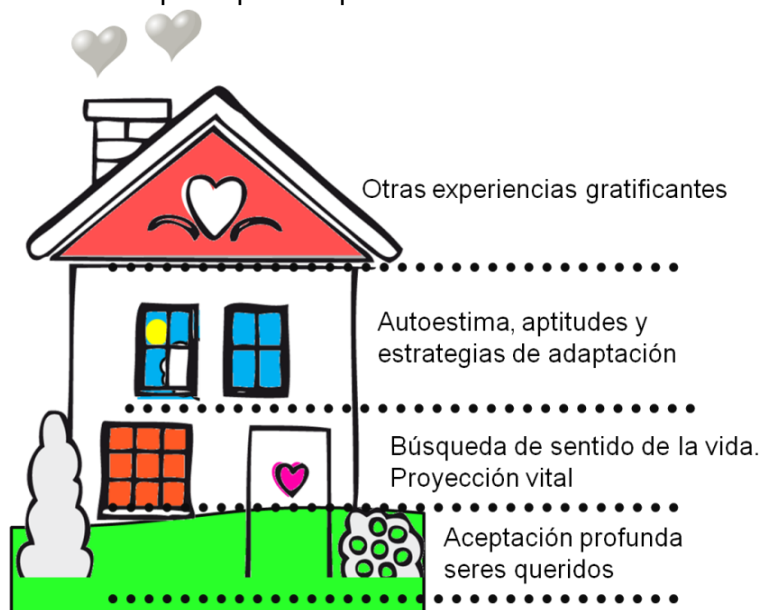 Otras experiencias gratificantes
Autoestima, aptitudes y
estrategias de adaptación
Búsqueda de sentido de la vida.
Proyección vital
Aceptación profunda
seres queridos